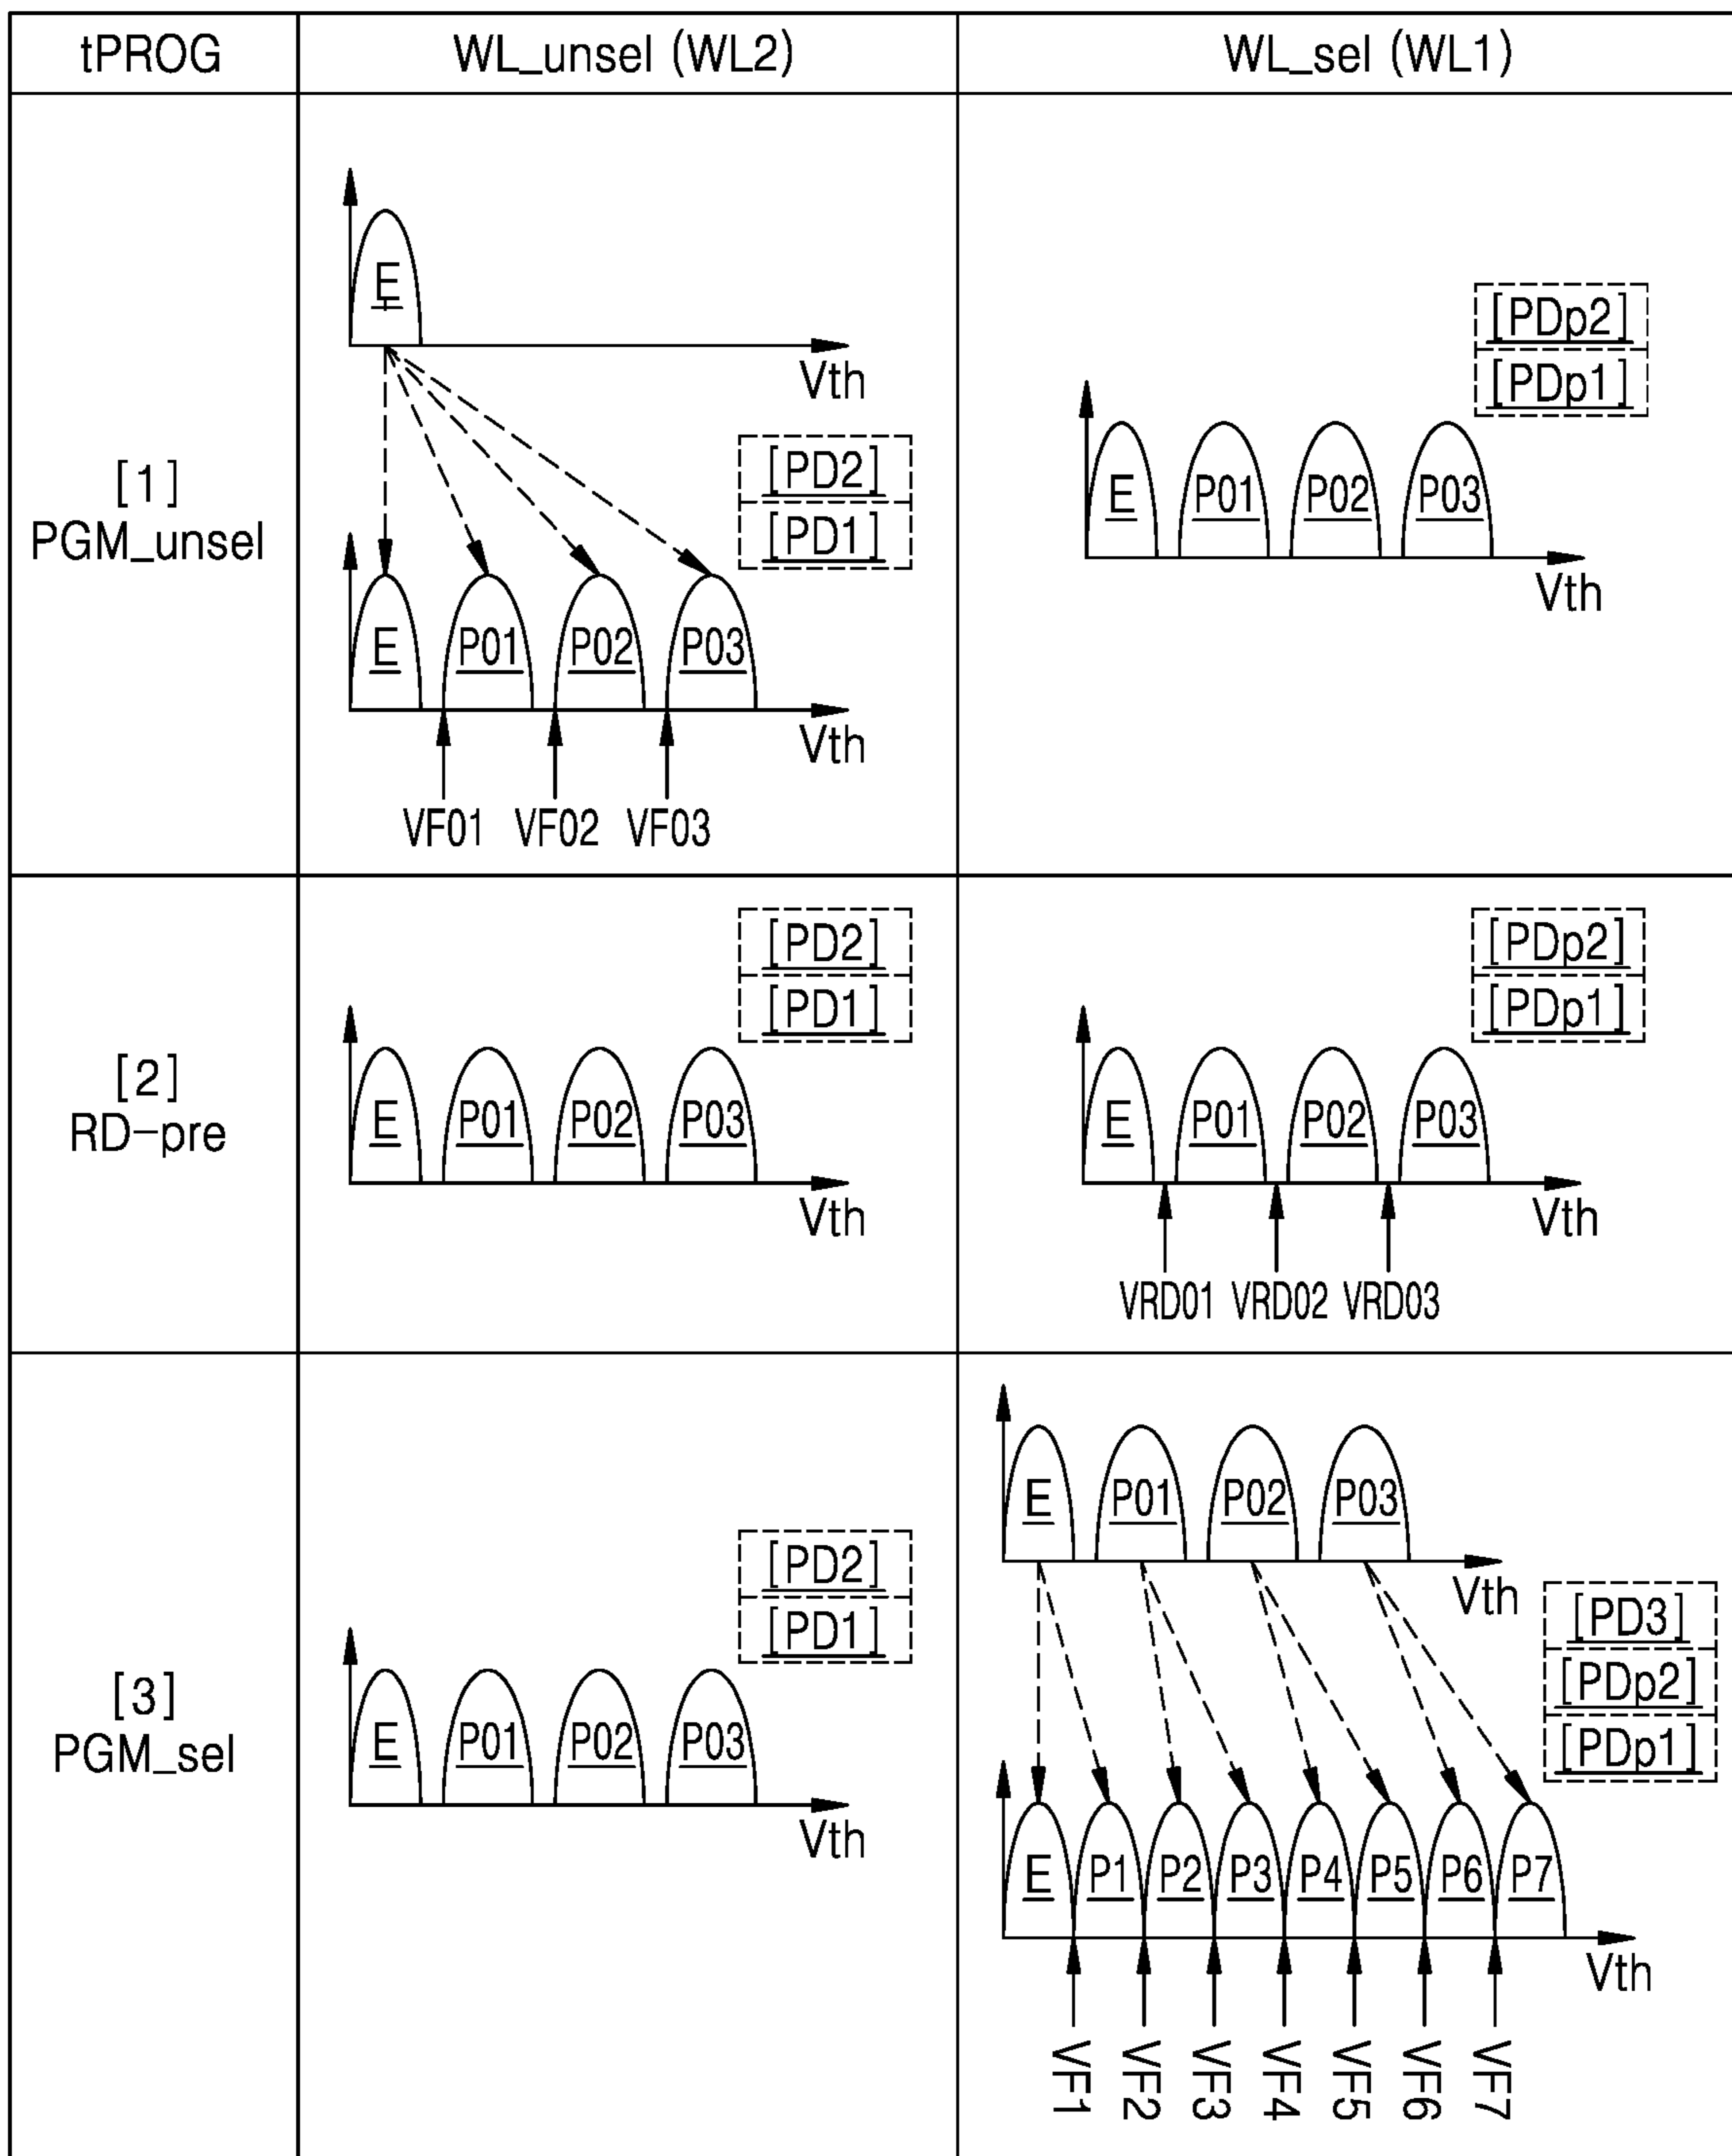 tPROG WL_unsel (WL2) WL_sel (WL1)
[1]
PGM_unsel
E
Vth
[PD2]
[PD1]
E P01 P02 P03
Vth
VF01 VF02 VF03
[PDp2]
[PDp1]
E P01 P02 P03
Vth
[2]
RD-pre
[PD2]
[PD1]
E P01 P02 P03
Vth
[PDp2]
[PDp1]
E P01 P02 P03
Vth
VRD01 VRD02 VRD03
[3]
PGM_sel
[PD2]
[PD1]
E P01 P02 P03
Vth
E P01 P02 P03
Vth
[PD3]
[PDp2]
[PDp1]
E P1 P2 P3 P4 P5 P6 P7
Vth
VF1 VF2 VF3 VF4 VF5 VF6 VF7